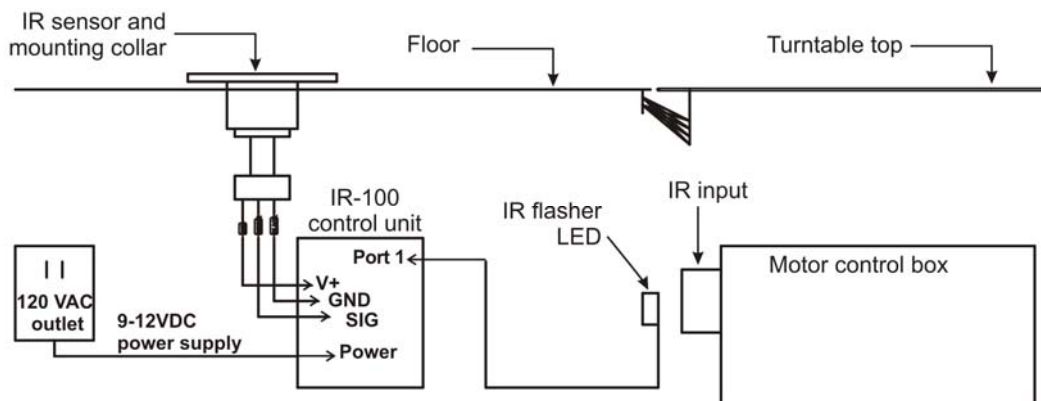 IR sensor and
mounting collar
Floor
Turntable top
IR-100
control unit
IR flasher
LED
IR input
Port 1
Motor control box
V+
GND
SIG
120 VAC
outlet
9-12VDC
power supply
Power